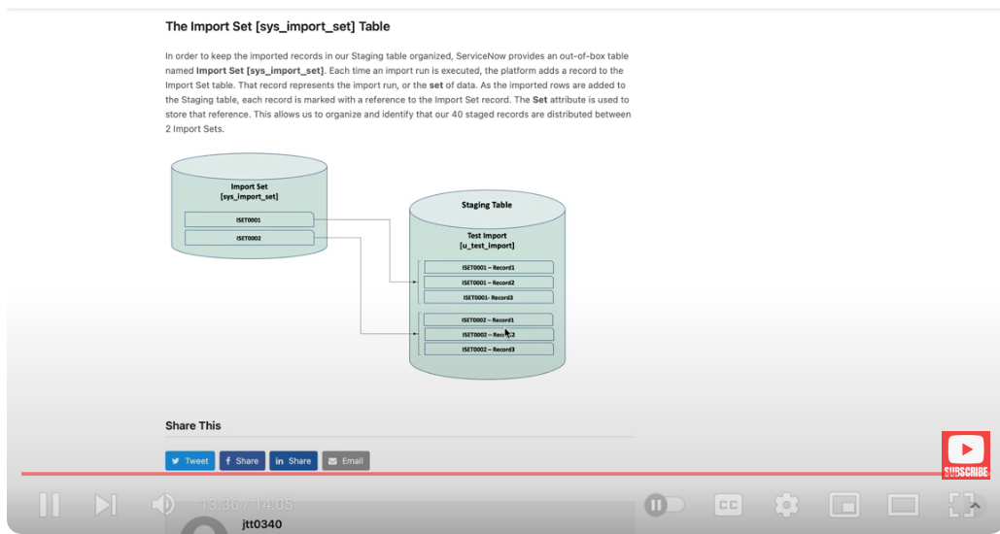 The Import Set [sys_import_set] Table
In order to keep the imported records in our Staging table organized, ServiceNow provides an out-of-box table
named Import Set [sys_import_set]. Each time an import run is executed, the platform adds a record to the
Import Set table. That record represents the import run, or the set of data. As the imported rows are added to
the Staging table, each record is marked with a reference to the Import Set record. The Set attribute is used to
store that reference. This allows us to organize and identify that our 40 staged records are distributed between
2 Import Sets.
Import Set
[sys_import_set]
ISET0001
ISET0002
Staging Table
Test Import
[u_test_import]
ISET0001 – Record1
ISET0001 – Record2
ISET0001- Record3
ISET0002 – Record1
ISET0002 – Record2
ISET0002 – Record3
Share This
Tweet
Share
in Share
Email
SUBSCRIBE
13:36 / 14:05
CC
jtt0340